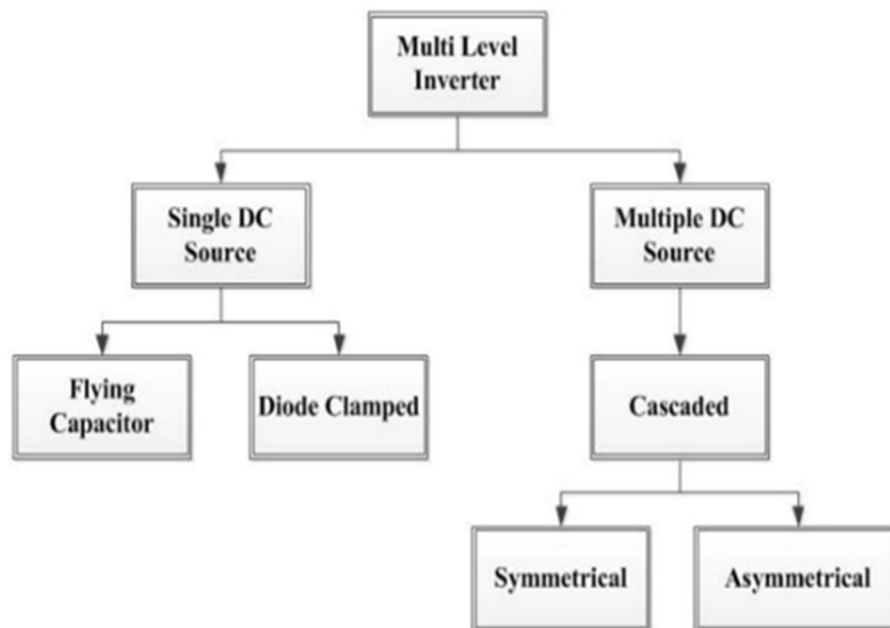 Multi Level
Inverter
Single DC
Source
Multiple DC
Source
Flying
Capacitor
Diode Clamped
Cascaded
Symmetrical
Asymmetrical